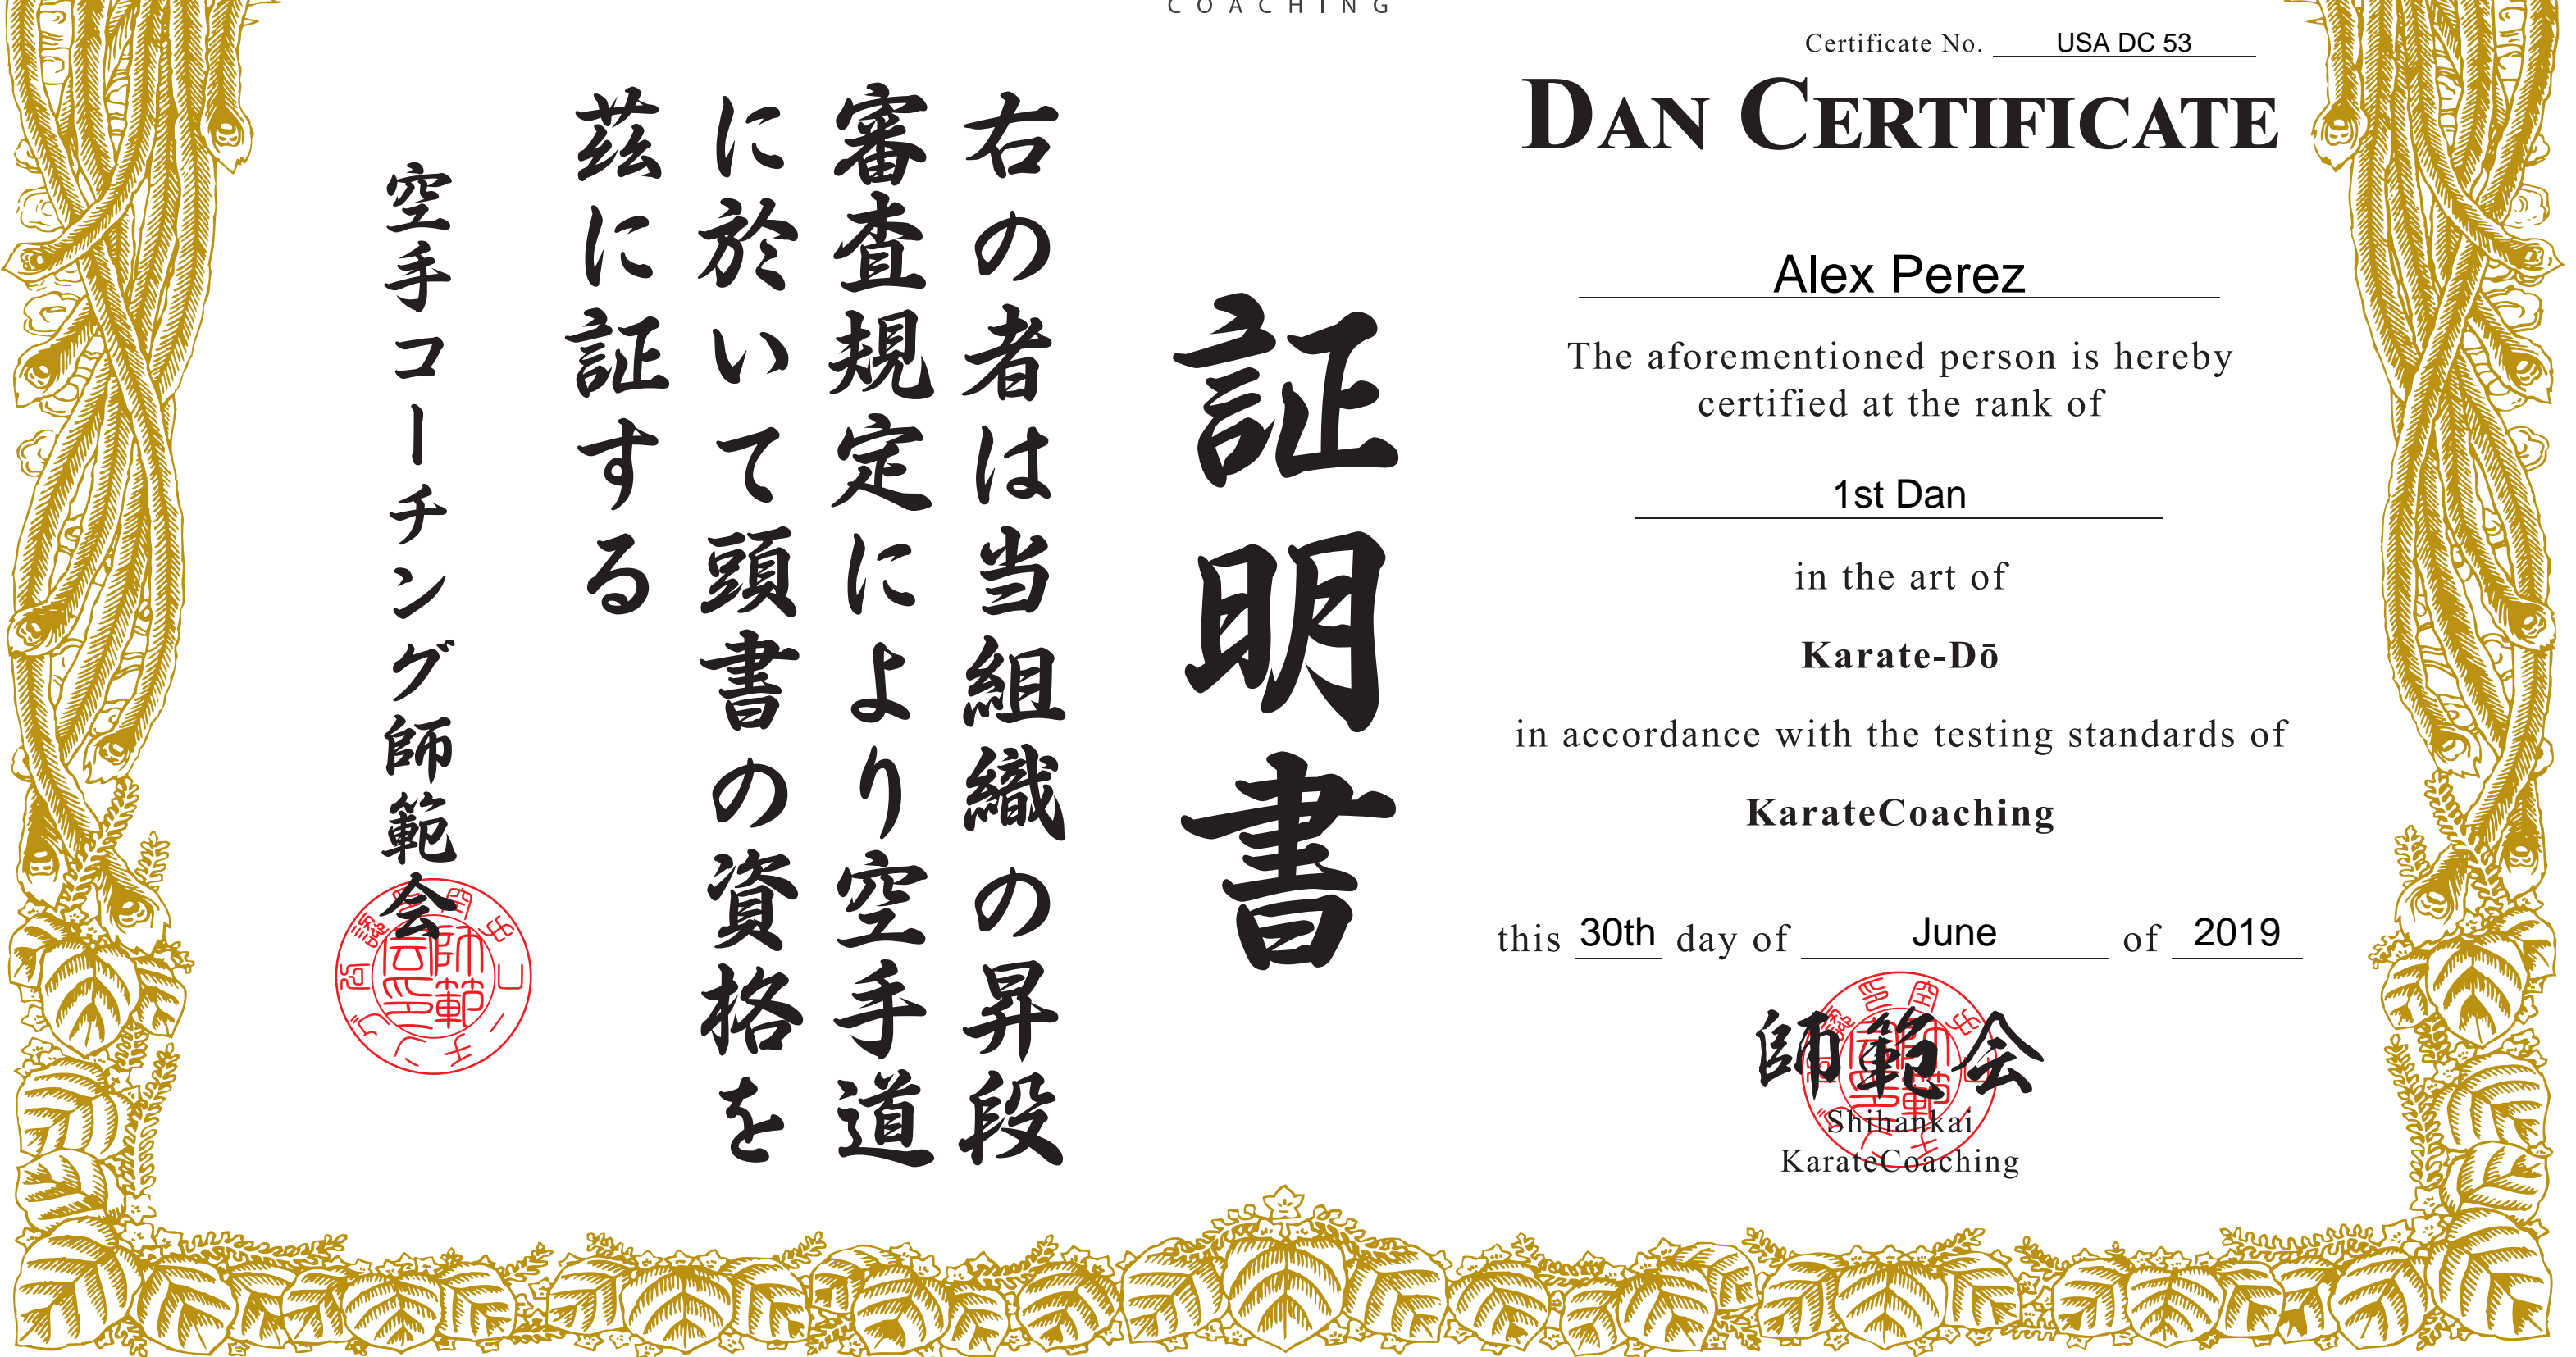 COACHING
Certificate No. USA DC 53
DAN CERTIFICATE
Alex Perez
The aforementioned person is hereby
certified at the rank of
1st Dan
in the art of
Karate-Dō
in accordance with the testing standards of
KarateCoaching
this 30th day of June of 2019
師範会
Shihankai
KarateCoaching
証明書
右の者は当組織の昇段
審査規定により空手道
に於いて頭書の資格を
茲に証する
空手コーチング師範会